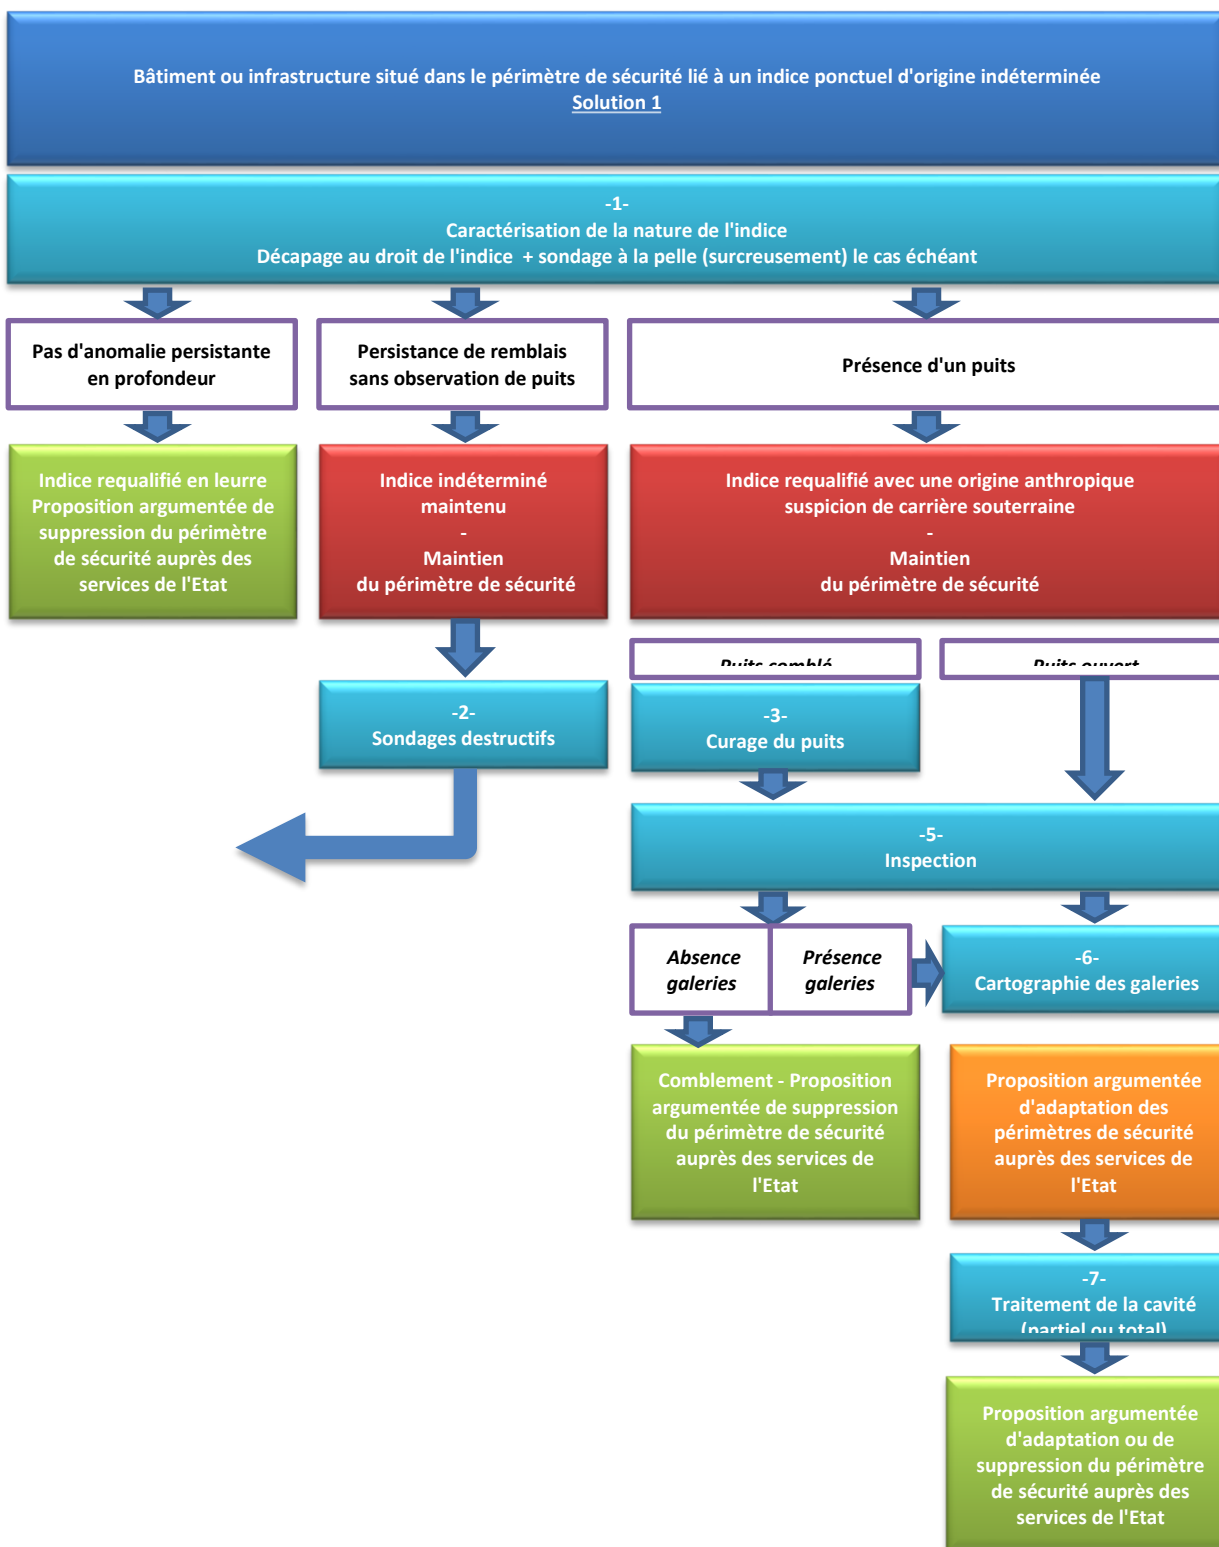 Bâtiment ou infrastructure situé dans le périmètre de sécurité lié à un indice ponctuel d'origine indéterminée
Solution 1
-1-
Caractérisation de la nature de l'indice
Décapage au droit de l'indice + sondage à la pelle (surcreusement) le cas échéant
Pas d'anomalie persistante
en profondeur
Persistance de remblais
sans observation de puits
Présence d'un puits
Indice requalifié en leurre
Proposition argumentée de
suppression du périmètre
de sécurité auprès des
services de l'Etat
Indice indéterminé
maintenu
-
Maintien
du périmètre de sécurité
Indice requalifié avec une origine anthropique
suspicion de carrière souterraine
-
Maintien
du périmètre de sécurité
Puits comblé
Puits ouvert
-2-
Sondages destructifs
-3-
Curage du puits
-5-
Inspection
Absence
galeries
Présence
galeries
-6-
Cartographie des galeries
Comblement - Proposition
argumentée de suppression
du périmètre de sécurité
auprès des services de
l'Etat
Proposition argumentée
d'adaptation des
périmètres de sécurité
auprès des services de
l'Etat
-7-
Traitement de la cavité
(partiel ou total)
Proposition argumentée
d'adaptation ou de
suppression du périmètre
de sécurité auprès des
services de l'Etat